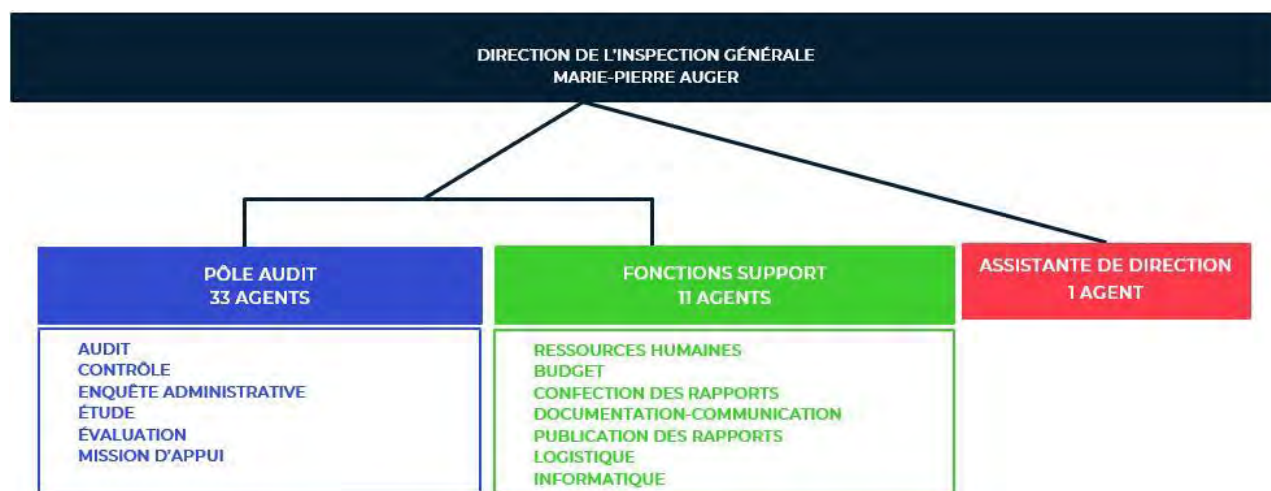 DIRECTION DE L'INSPECTION GÉNÉRALE
MARIE-PIERRE AUGER
PÔLE AUDIT
33 AGENTS
AUDIT
CONTRÔLE
ENQUÊTE ADMINISTRATIVE
ÉTUDE
ÉVALUATION
MISSION D'APPUI
FONCTIONS SUPPORT
11 AGENTS
RESSOURCES HUMAINES
BUDGET
CONFECTION DES RAPPORTS
DOCUMENTATION-COMMUNICATION
PUBLICATION DES RAPPORTS
LOGISTIQUE
INFORMATIQUE
ASSISTANTE DE DIRECTION
1 AGENT